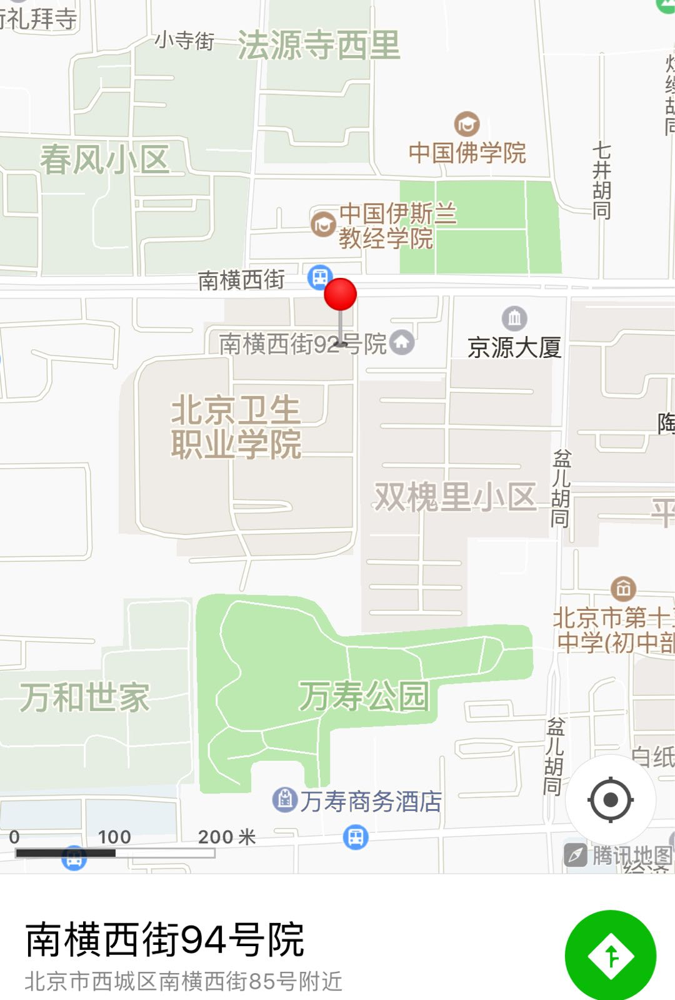 礼拜寺
小寺街
法源寺西里
春风小区
中国佛学院
七井胡同
中国伊斯兰
教经学院
南横西街
南横西街92号院
京源大厦
北京卫生
职业学院
陶
盆儿胡同
双槐里小区
平
北京市第十
中学(初中部
万和世家
万寿公园
盆儿胡同
白纸
万寿商务酒店
0 100 200 米
腾讯地图
南横西街94号院
北京市西城区南横西街85号附近